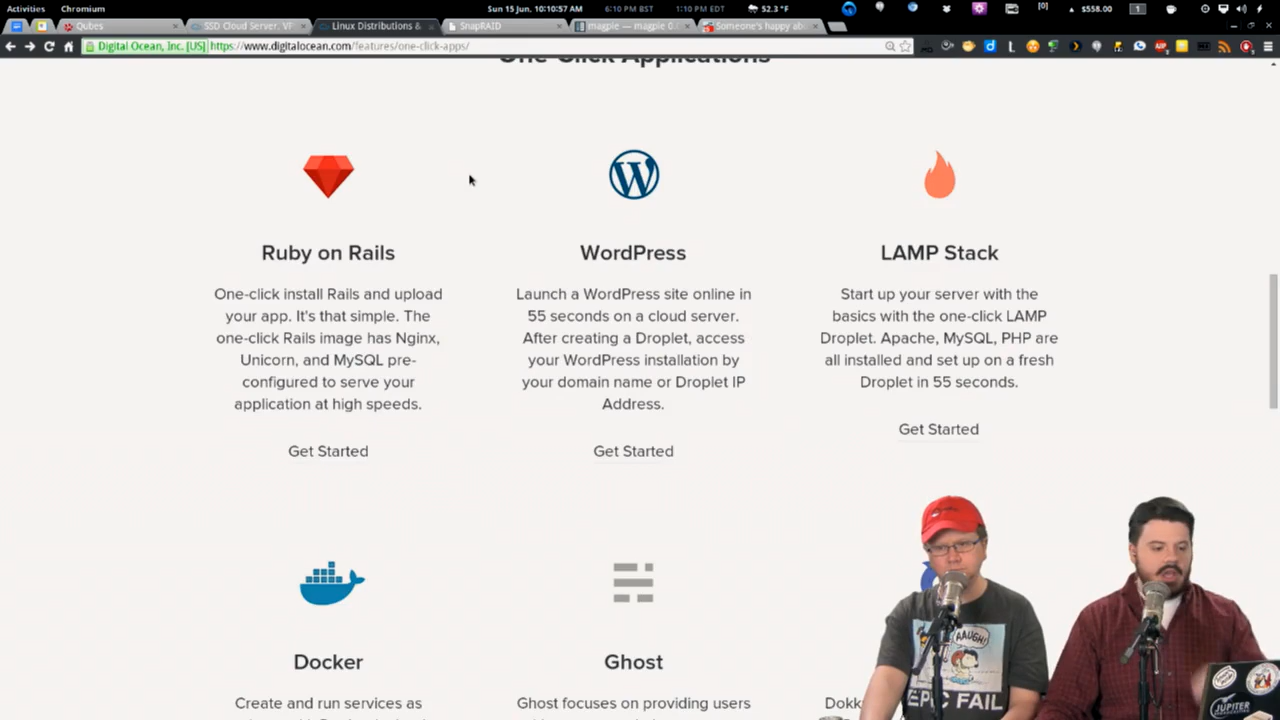 Activities Chromium Sun 15 Jun, 10:10:57 AM 6:10 PM BST 1:10 PM EDT 52.3 °F $558.00 1
Qubes SSD Cloud Server, VP Linux Distributions & SnapRAID magpie — magpie 0. Someone's happy ab
Digital Ocean, Inc. [US] https://www.digitalocean.com/features/one-click-apps/
One-Click Applications
Ruby on Rails
One-click install Rails and upload
your app. It's that simple. The
one-click Rails image has Nginx,
Unicorn, and MySQL pre-
configured to serve your
application at high speeds.
Get Started
WordPress
Launch a WordPress site online in
55 seconds on a cloud server.
After creating a Droplet, access
your WordPress installation by
your domain name or Droplet IP
Address.
Get Started
LAMP Stack
Start up your server with the
basics with the one-click LAMP
Droplet. Apache, MySQL, PHP are
all installed and set up on a fresh
Droplet in 55 seconds.
Get Started
Docker
Create and run services as
Ghost
Ghost focuses on providing users
Dokk
AAUGH!
EPIC FAIL
JUPITER